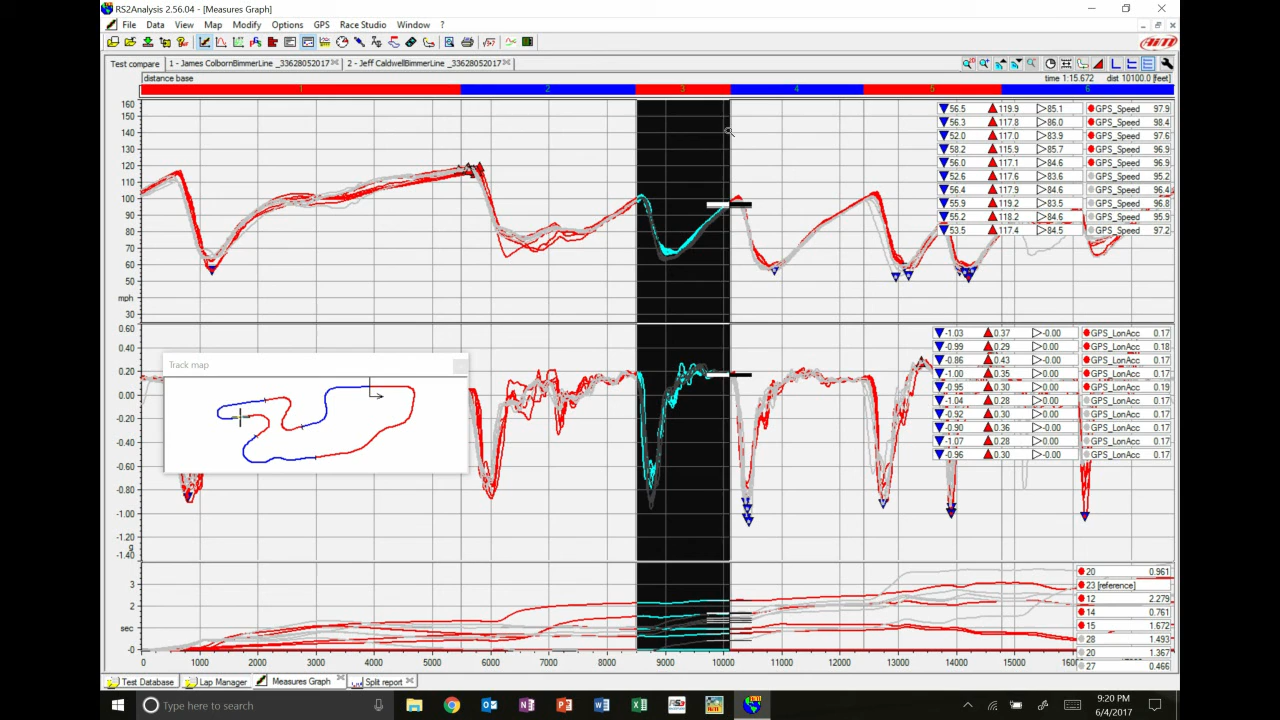 RS2Analysis 2.56.04 - [Measures Graph]
File Data View Map Modify Options GPS Race Studio Window ?
AiM
Test compare 1 - James ColbornBimmerLine _33628052017 2 - Jeff CaldwellBimmerLine _33628052017
distance base time 1:15.672 dist 10100.0 [feet]
1 2 3 4 5 6
160
150
140
130
120
110
100
90
80
70
60
50
mph
30
56.5 119.9 85.1 GPS_Speed 97.9
56.3 117.8 86.0 GPS_Speed 98.4
52.0 117.0 83.9 GPS_Speed 97.6
58.2 115.9 85.7 GPS_Speed 96.9
56.0 117.1 84.6 GPS_Speed 96.9
52.6 117.6 83.6 GPS_Speed 95.2
56.4 117.9 84.6 GPS_Speed 96.4
55.9 119.2 83.5 GPS_Speed 96.8
55.2 118.2 84.6 GPS_Speed 95.9
53.5 117.4 84.5 GPS_Speed 97.2
0.60
0.40
0.20
0.00
-0.20
-0.40
-0.60
-0.80
-1.00
-1.20
g
-1.40
-1.03 0.37 -0.00 GPS_LonAcc 0.17
-0.99 0.29 0.00 GPS_LonAcc 0.18
-0.86 0.43 -0.00 GPS_LonAcc 0.16
-1.00 0.35 0.00 GPS_LonAcc 0.17
-0.95 0.30 0.00 GPS_LonAcc 0.19
-1.04 0.28 0.00 GPS_LonAcc 0.17
-0.92 0.30 0.00 GPS_LonAcc 0.17
-0.90 0.36 -0.00 GPS_LonAcc 0.17
-1.07 0.28 0.00 GPS_LonAcc 0.17
-0.96 0.30 -0.00 GPS_LonAcc 0.17
Track map
3
2
sec
-0
20 0.961
23 [reference]
12 2.279
14 0.761
15 1.672
28 1.493
20 1.367
27 0.466
0 1000 2000 3000 4000 5000 6000 7000 8000 9000 10000 11000 12000 13000 14000 15000 16000
Test Database Lap Manager Measures Graph Split report
Type here to search
9:20 PM
6/4/2017